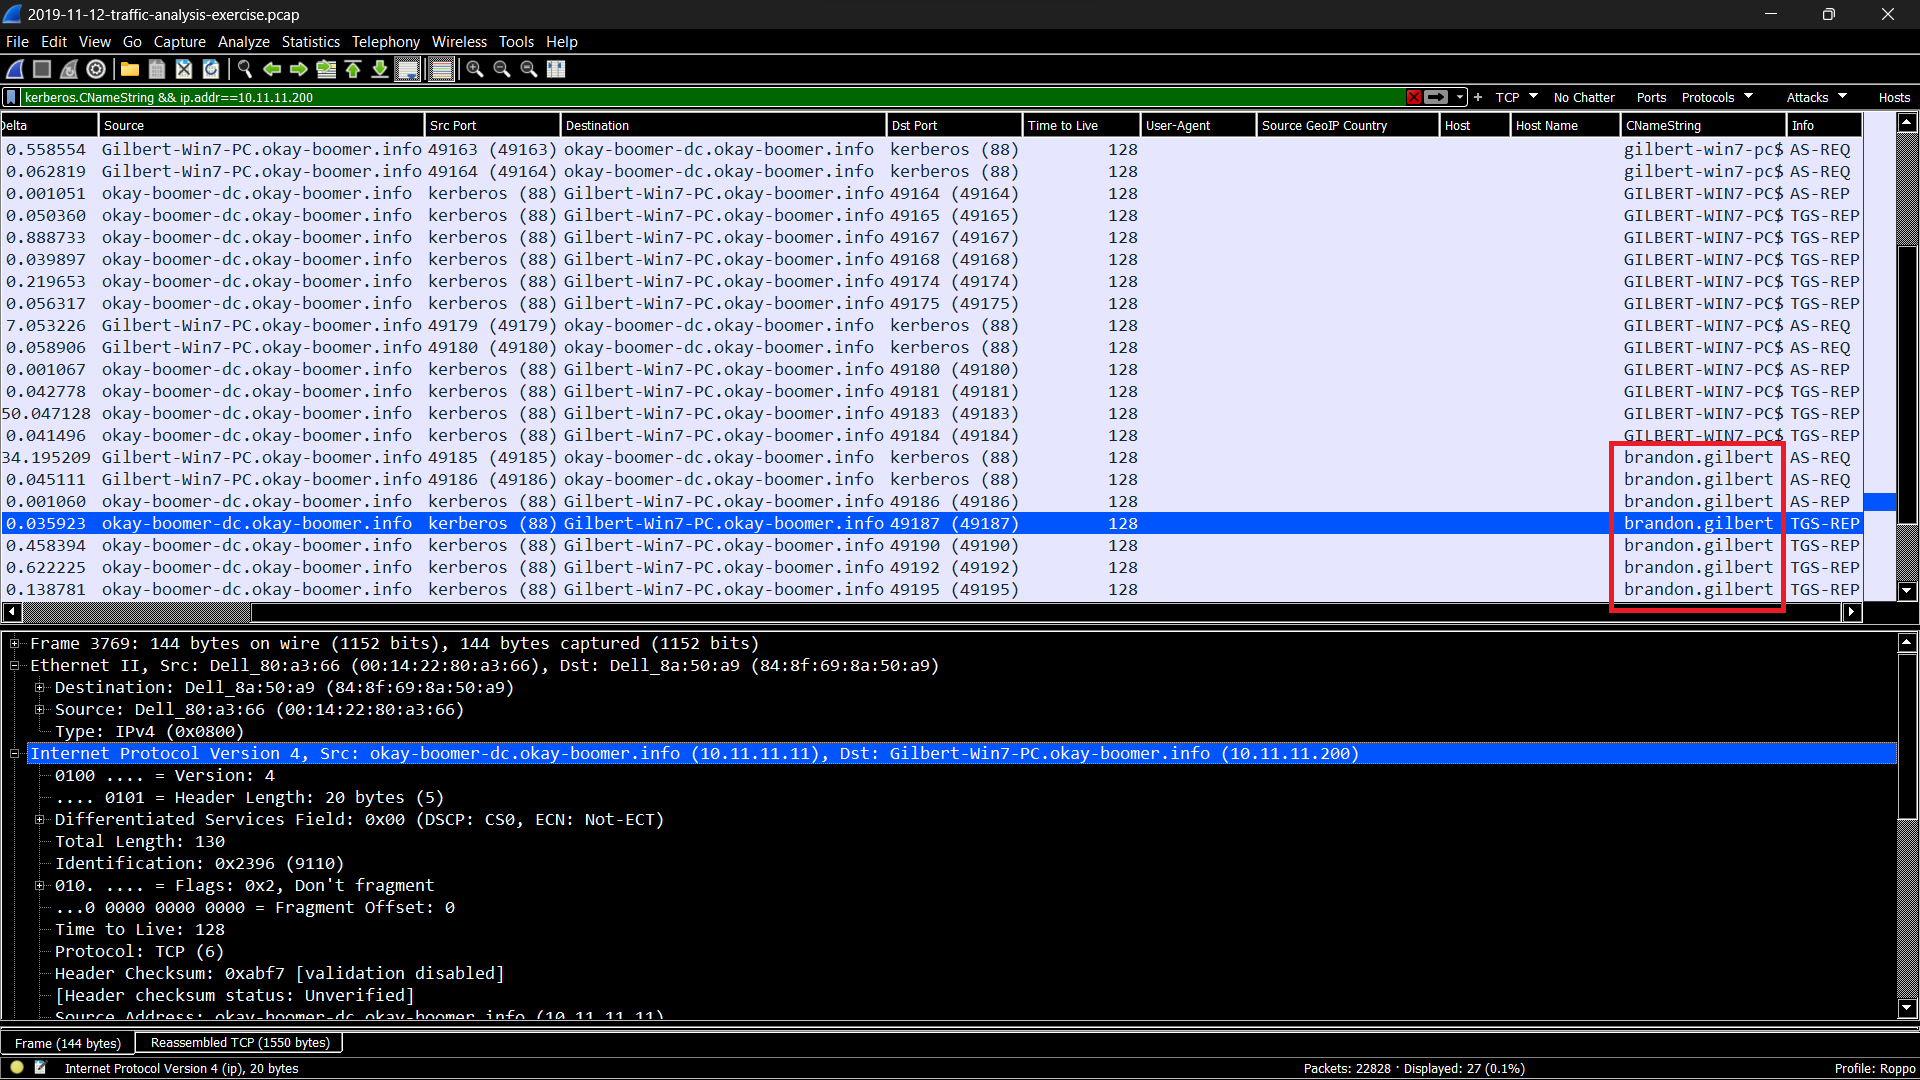 2019-11-12-traffic-analysis-exercise.pcap
File Edit View Go Capture Analyze Statistics Telephony Wireless Tools Help
kerberos.CNameString && ip.addr==10.11.11.200 + TCP No Chatter Ports Protocols Attacks Hosts
Delta Source Src Port Destination Dst Port Time to Live User-Agent Source GeoIP Country Host Host Name CNameString Info
0.558554 Gilbert-Win7-PC.okay-boomer.info 49163 (49163) okay-boomer-dc.okay-boomer.info kerberos (88) 128 gilbert-win7-pc$ AS-REQ
0.062819 Gilbert-Win7-PC.okay-boomer.info 49164 (49164) okay-boomer-dc.okay-boomer.info kerberos (88) 128 gilbert-win7-pc$ AS-REQ
0.001051 okay-boomer-dc.okay-boomer.info kerberos (88) Gilbert-Win7-PC.okay-boomer.info 49164 (49164) 128 GILBERT-WIN7-PC$ AS-REP
0.050360 okay-boomer-dc.okay-boomer.info kerberos (88) Gilbert-Win7-PC.okay-boomer.info 49165 (49165) 128 GILBERT-WIN7-PC$ TGS-REP
0.888733 okay-boomer-dc.okay-boomer.info kerberos (88) Gilbert-Win7-PC.okay-boomer.info 49167 (49167) 128 GILBERT-WIN7-PC$ TGS-REP
0.039897 okay-boomer-dc.okay-boomer.info kerberos (88) Gilbert-Win7-PC.okay-boomer.info 49168 (49168) 128 GILBERT-WIN7-PC$ TGS-REP
0.219653 okay-boomer-dc.okay-boomer.info kerberos (88) Gilbert-Win7-PC.okay-boomer.info 49174 (49174) 128 GILBERT-WIN7-PC$ TGS-REP
0.056317 okay-boomer-dc.okay-boomer.info kerberos (88) Gilbert-Win7-PC.okay-boomer.info 49175 (49175) 128 GILBERT-WIN7-PC$ TGS-REP
7.053226 Gilbert-Win7-PC.okay-boomer.info 49179 (49179) okay-boomer-dc.okay-boomer.info kerberos (88) 128 GILBERT-WIN7-PC$ AS-REQ
0.058906 Gilbert-Win7-PC.okay-boomer.info 49180 (49180) okay-boomer-dc.okay-boomer.info kerberos (88) 128 GILBERT-WIN7-PC$ AS-REQ
0.001067 okay-boomer-dc.okay-boomer.info kerberos (88) Gilbert-Win7-PC.okay-boomer.info 49180 (49180) 128 GILBERT-WIN7-PC$ AS-REP
0.042778 okay-boomer-dc.okay-boomer.info kerberos (88) Gilbert-Win7-PC.okay-boomer.info 49181 (49181) 128 GILBERT-WIN7-PC$ TGS-REP
50.047128 okay-boomer-dc.okay-boomer.info kerberos (88) Gilbert-Win7-PC.okay-boomer.info 49183 (49183) 128 GILBERT-WIN7-PC$ TGS-REP
0.041496 okay-boomer-dc.okay-boomer.info kerberos (88) Gilbert-Win7-PC.okay-boomer.info 49184 (49184) 128 GILBERT-WIN7-PC$ TGS-REP
34.195209 Gilbert-Win7-PC.okay-boomer.info 49185 (49185) okay-boomer-dc.okay-boomer.info kerberos (88) 128 brandon.gilbert AS-REQ
0.045111 Gilbert-Win7-PC.okay-boomer.info 49186 (49186) okay-boomer-dc.okay-boomer.info kerberos (88) 128 brandon.gilbert AS-REQ
0.001060 okay-boomer-dc.okay-boomer.info kerberos (88) Gilbert-Win7-PC.okay-boomer.info 49186 (49186) 128 brandon.gilbert AS-REP
0.035923 okay-boomer-dc.okay-boomer.info kerberos (88) Gilbert-Win7-PC.okay-boomer.info 49187 (49187) 128 brandon.gilbert TGS-REP
0.458394 okay-boomer-dc.okay-boomer.info kerberos (88) Gilbert-Win7-PC.okay-boomer.info 49190 (49190) 128 brandon.gilbert TGS-REP
0.622225 okay-boomer-dc.okay-boomer.info kerberos (88) Gilbert-Win7-PC.okay-boomer.info 49192 (49192) 128 brandon.gilbert TGS-REP
0.138781 okay-boomer-dc.okay-boomer.info kerberos (88) Gilbert-Win7-PC.okay-boomer.info 49195 (49195) 128 brandon.gilbert TGS-REP
Frame 3769: 144 bytes on wire (1152 bits), 144 bytes captured (1152 bits)
Ethernet II, Src: Dell_80:a3:66 (00:14:22:80:a3:66), Dst: Dell_8a:50:a9 (84:8f:69:8a:50:a9)
Destination: Dell_8a:50:a9 (84:8f:69:8a:50:a9)
Source: Dell_80:a3:66 (00:14:22:80:a3:66)
Type: IPv4 (0x0800)
Internet Protocol Version 4, Src: okay-boomer-dc.okay-boomer.info (10.11.11.11), Dst: Gilbert-Win7-PC.okay-boomer.info (10.11.11.200)
0100 .... = Version: 4
.... 0101 = Header Length: 20 bytes (5)
Differentiated Services Field: 0x00 (DSCP: CS0, ECN: Not-ECT)
Total Length: 130
Identification: 0x2396 (9110)
010. .... = Flags: 0x2, Don't fragment
...0 0000 0000 0000 = Fragment Offset: 0
Time to Live: 128
Protocol: TCP (6)
Header Checksum: 0xabf7 [validation disabled]
[Header checksum status: Unverified]
Source Address: okay-boomer-dc.okay-boomer.info (10.11.11.11)
Frame (144 bytes) Reassembled TCP (1550 bytes)
Internet Protocol Version 4 (ip), 20 bytes Packets: 22828 · Displayed: 27 (0.1%) Profile: Roppo